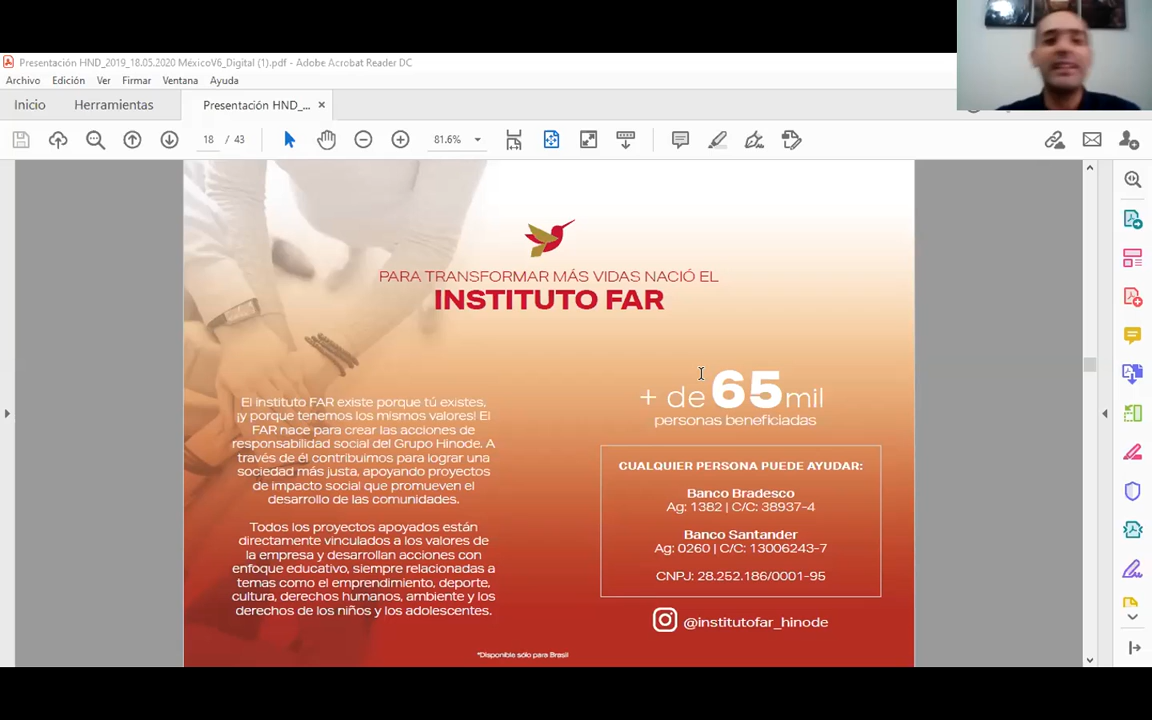 Presentación HND_2019_18.05.2020 MéxicoV6_Digital (1).pdf - Adobe Acrobat Reader DC
Archivo Edición Ver Firmar Ventana Ayuda
Inicio Herramientas Presentación HND_... ×
18 / 43 81.6%
PARA TRANSFORMAR MÁS VIDAS NACIÓ EL
INSTITUTO FAR
El instituto FAR existe porque tú existes,
¡y porque tenemos los mismos valores! El
FAR nace para crear las acciones de
responsabilidad social del Grupo Hinode. A
través de él contribuimos para lograr una
sociedad más justa, apoyando proyectos
de impacto social que promueven el
desarrollo de las comunidades.
Todos los proyectos apoyados están
directamente vinculados a los valores de
la empresa y desarrollan acciones con
enfoque educativo, siempre relacionadas a
temas como el emprendimiento, deporte,
cultura, derechos humanos, ambiente y los
derechos de los niños y los adolescentes.
+ de 65 mil
personas beneficiadas
CUALQUIER PERSONA PUEDE AYUDAR:
Banco Bradesco
Ag: 1382 | C/C: 38937-4
Banco Santander
Ag: 0260 | C/C: 13006243-7
CNPJ: 28.252.186/0001-95
@institutofar_hinode
*Disponible sólo para Brasil